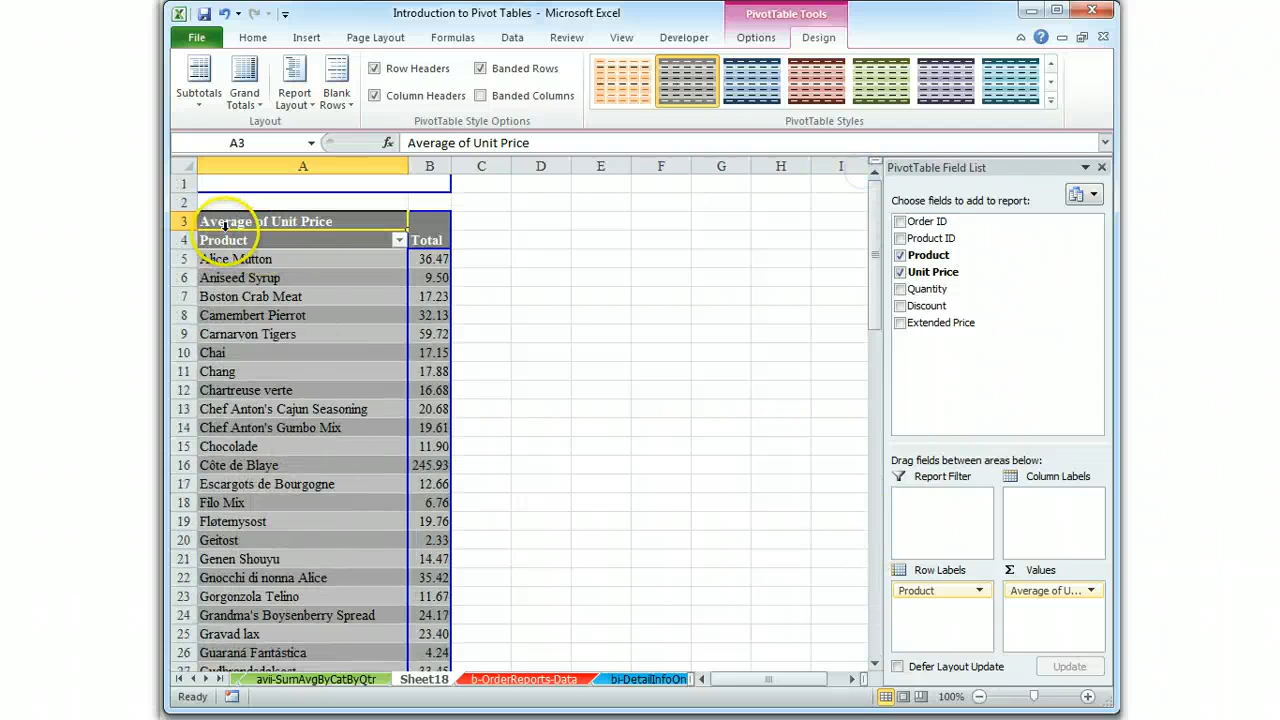 Introduction to Pivot Tables - Microsoft Excel
PivotTable Tools
File Home Insert Page Layout Formulas Data Review View Developer Options Design
Subtotals
Grand Totals
Report Layout
Blank Rows
Row Headers
Banded Rows
Column Headers
Banded Columns
Layout
PivotTable Style Options
PivotTable Styles
A3
fx
Average of Unit Price
A B C D E F G H I
1
2
3 Average of Unit Price
4 Product Total
5 Alice Mutton 36.47
6 Aniseed Syrup 9.50
7 Boston Crab Meat 17.23
8 Camembert Pierrot 32.13
9 Carnarvon Tigers 59.72
10 Chai 17.15
11 Chang 17.88
12 Chartreuse verte 16.68
13 Chef Anton's Cajun Seasoning 20.68
14 Chef Anton's Gumbo Mix 19.61
15 Chocolade 11.90
16 Côte de Blaye 245.93
17 Escargots de Bourgogne 12.66
18 Filo Mix 6.76
19 Fløtemysost 19.76
20 Geitost 2.33
21 Genen Shouyu 14.47
22 Gnocchi di nonna Alice 35.42
23 Gorgonzola Telino 11.67
24 Grandma's Boysenberry Spread 24.17
25 Gravad lax 23.40
26 Guaraná Fantástica 4.24
27 Gudbrandsdalsost 33.45
PivotTable Field List
Choose fields to add to report:
Order ID
Product ID
Product
Unit Price
Quantity
Discount
Extended Price
Drag fields between areas below:
Report Filter
Column Labels
Row Labels
Σ Values
Product
Average of U...
Defer Layout Update
Update
avii-SumAvgByCatByQtr Sheet18 b-OrderReports-Data bi-DetailInfoOn
Ready
100%